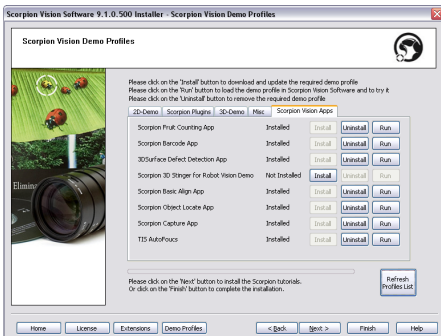 Scorpion Vision Software 9.1.0.500 Installer - Scorpion Vision Demo Profiles
Scorpion Vision Demo Profiles
Please click on the 'Install' button to download and update the required demo profile
Please click on the 'Run' button to load the demo profile in Scorpion Vision Software and to try it
Please click on the 'Uninstall' button to remove the required demo profile
2D-Demo Scorpion Plugins 3D-Demo Misc Scorpion Vision Apps
Scorpion Fruit Counting App Installed Install Uninstall Run
Scorpion Barcode App Installed Install Uninstall Run
3DSurface Defect Detection App Installed Install Uninstall Run
Scorpion 3D Stinger for Robot Vision Demo Not Installed Install Uninstall Run
Scorpion Basic Align App Installed Install Uninstall Run
Scorpion Object Locate App Installed Install Uninstall Run
Scorpion Capture App Installed Install Uninstall Run
TIS AutoFoucs Installed Install Uninstall Run
Elimin
Please click on the 'Next' button to install the Scorpion tutorials.
Or click on the 'Finish' button to complete the installation.
Refresh
Profiles List
Home License Extensions Demo Profiles < Back Next > Finish Help